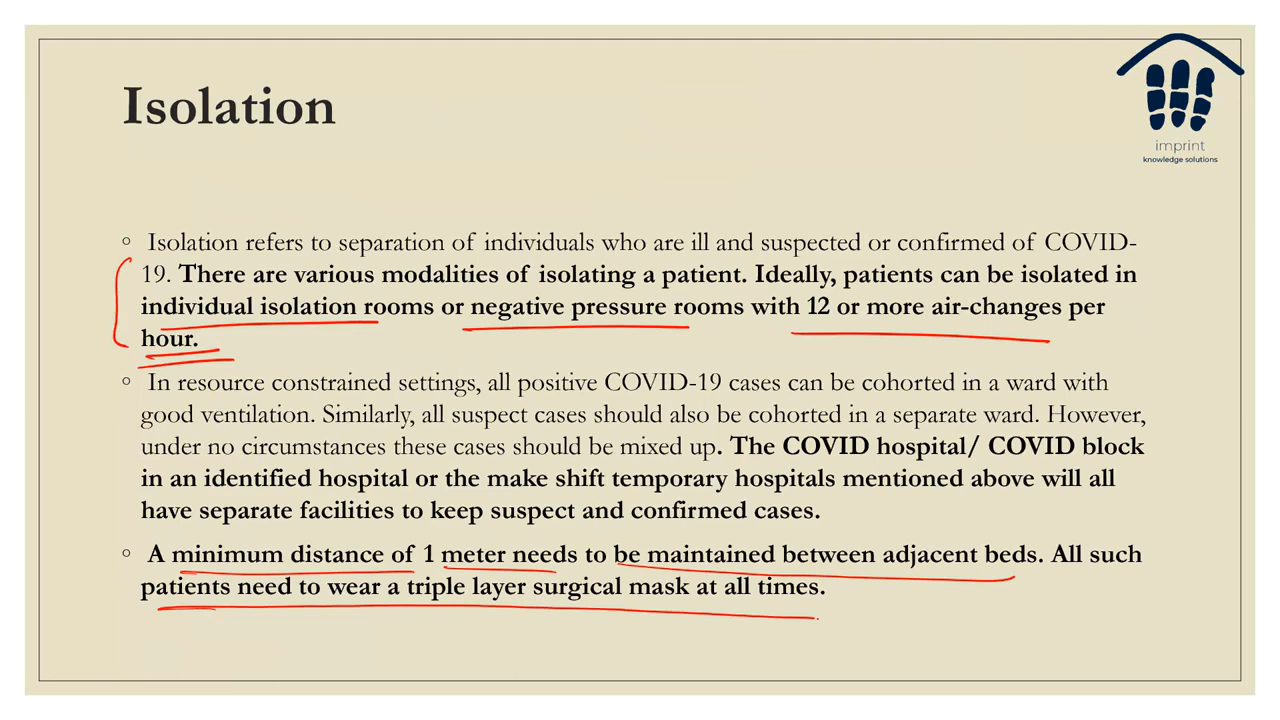 Isolation
imprint
knowledge solutions
Isolation refers to separation of individuals who are ill and suspected or confirmed of COVID-
19. There are various modalities of isolating a patient. Ideally, patients can be isolated in
individual isolation rooms or negative pressure rooms with 12 or more air-changes per
hour.
In resource constrained settings, all positive COVID-19 cases can be cohorted in a ward with
good ventilation. Similarly, all suspect cases should also be cohorted in a separate ward. However,
under no circumstances these cases should be mixed up. The COVID hospital/ COVID block
in an identified hospital or the make shift temporary hospitals mentioned above will all
have separate facilities to keep suspect and confirmed cases.
A minimum distance of 1 meter needs to be maintained between adjacent beds. All such
patients need to wear a triple layer surgical mask at all times.